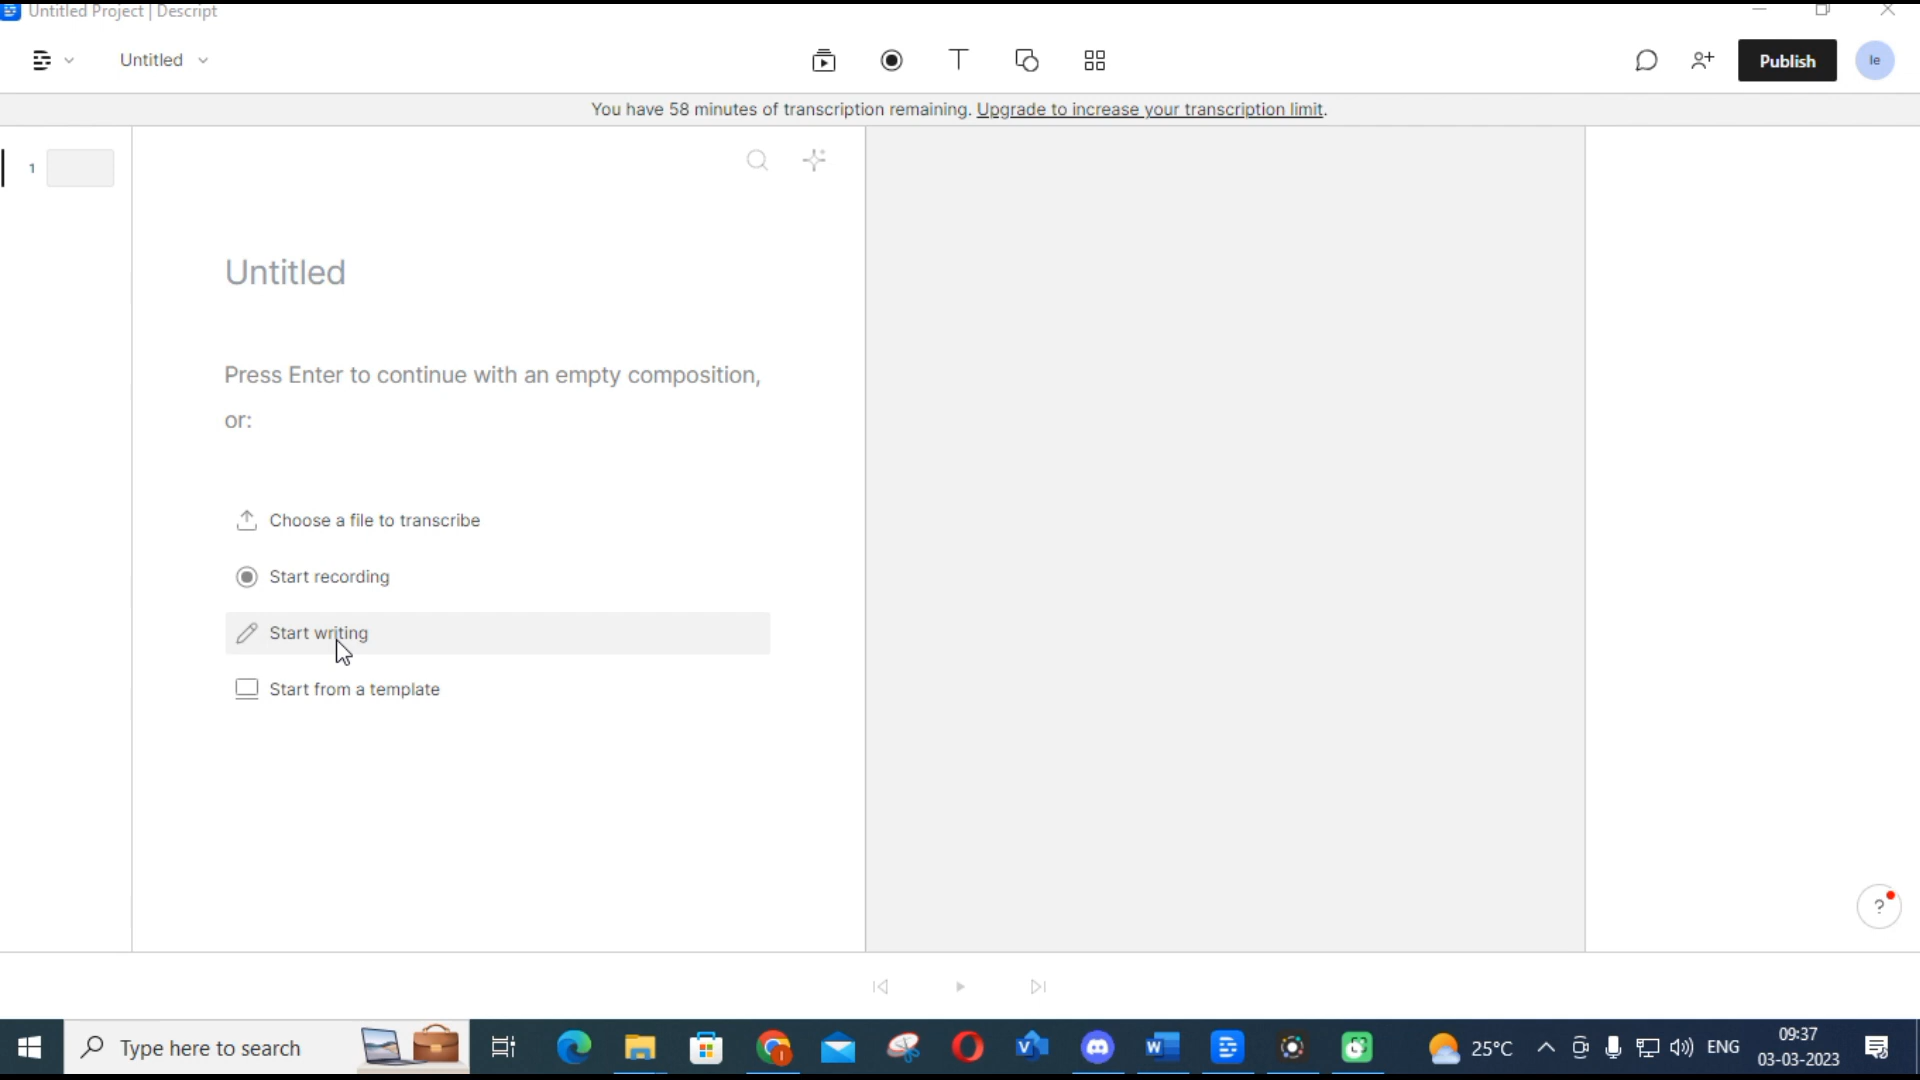 Untitled Project | Descript
Untitled
Publish
le
You have 58 minutes of transcription remaining. Upgrade to increase your transcription limit.
1
Untitled
Press Enter to continue with an empty composition,
or:
Choose a file to transcribe
Start recording
Start writing
Start from a template
?
Type here to search
25°C
ENG
09:37
03-03-2023